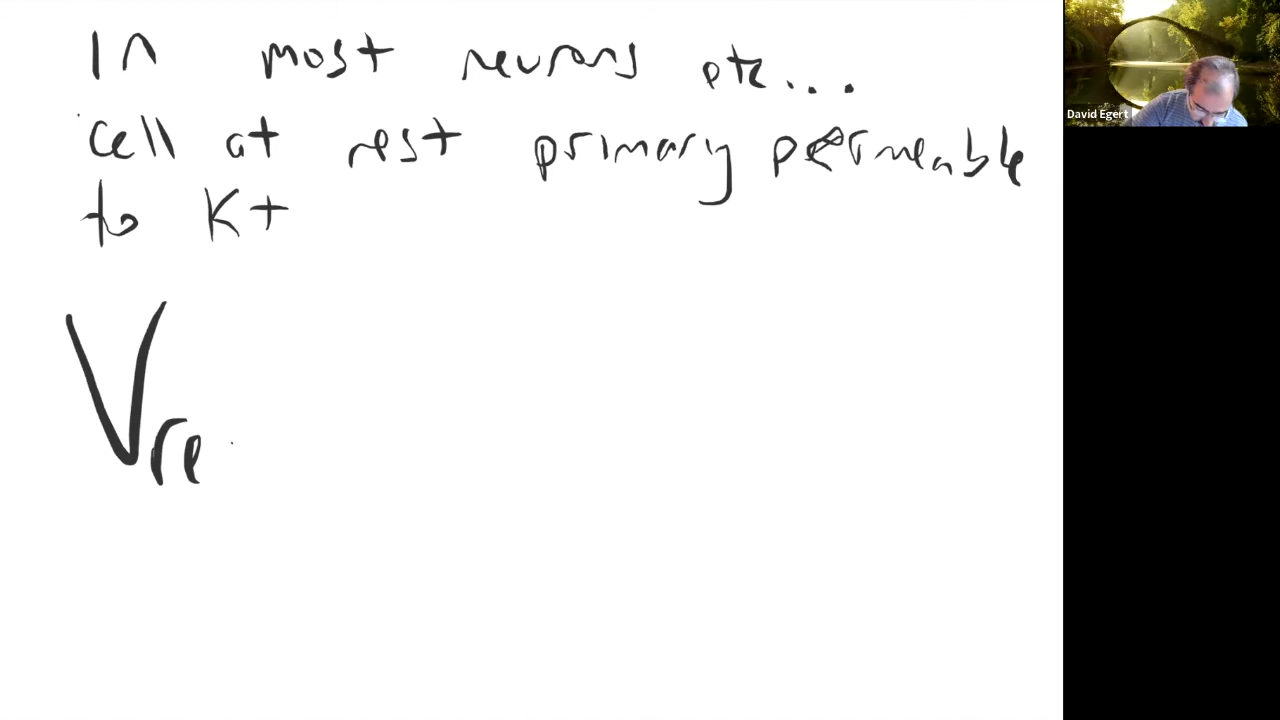 In most neurons etc...
cell at rest primary permeable
to K+
Vre
David Egert